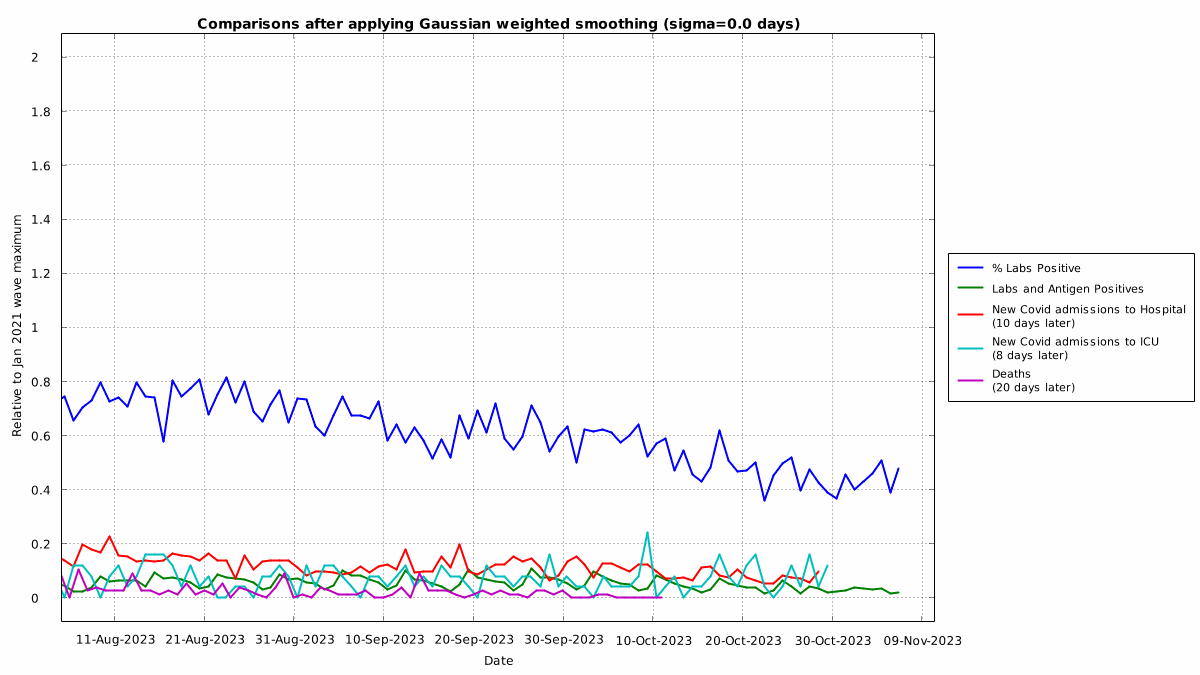 Comparisons after applying Gaussian weighted smoothing (sigma=0.0 days)
Relative to Jan 2021 wave maximum
2
1.8
1.6
1.4
1.2
1
0.8
0.6
0.4
0.2
0
11-Aug-2023 21-Aug-2023 31-Aug-2023 10-Sep-2023 20-Sep-2023 30-Sep-2023 10-Oct-2023 20-Oct-2023 30-Oct-2023 09-Nov-2023
Date
% Labs Positive
Labs and Antigen Positives
New Covid admissions to Hospital
(10 days later)
New Covid admissions to ICU
(8 days later)
Deaths
(20 days later)